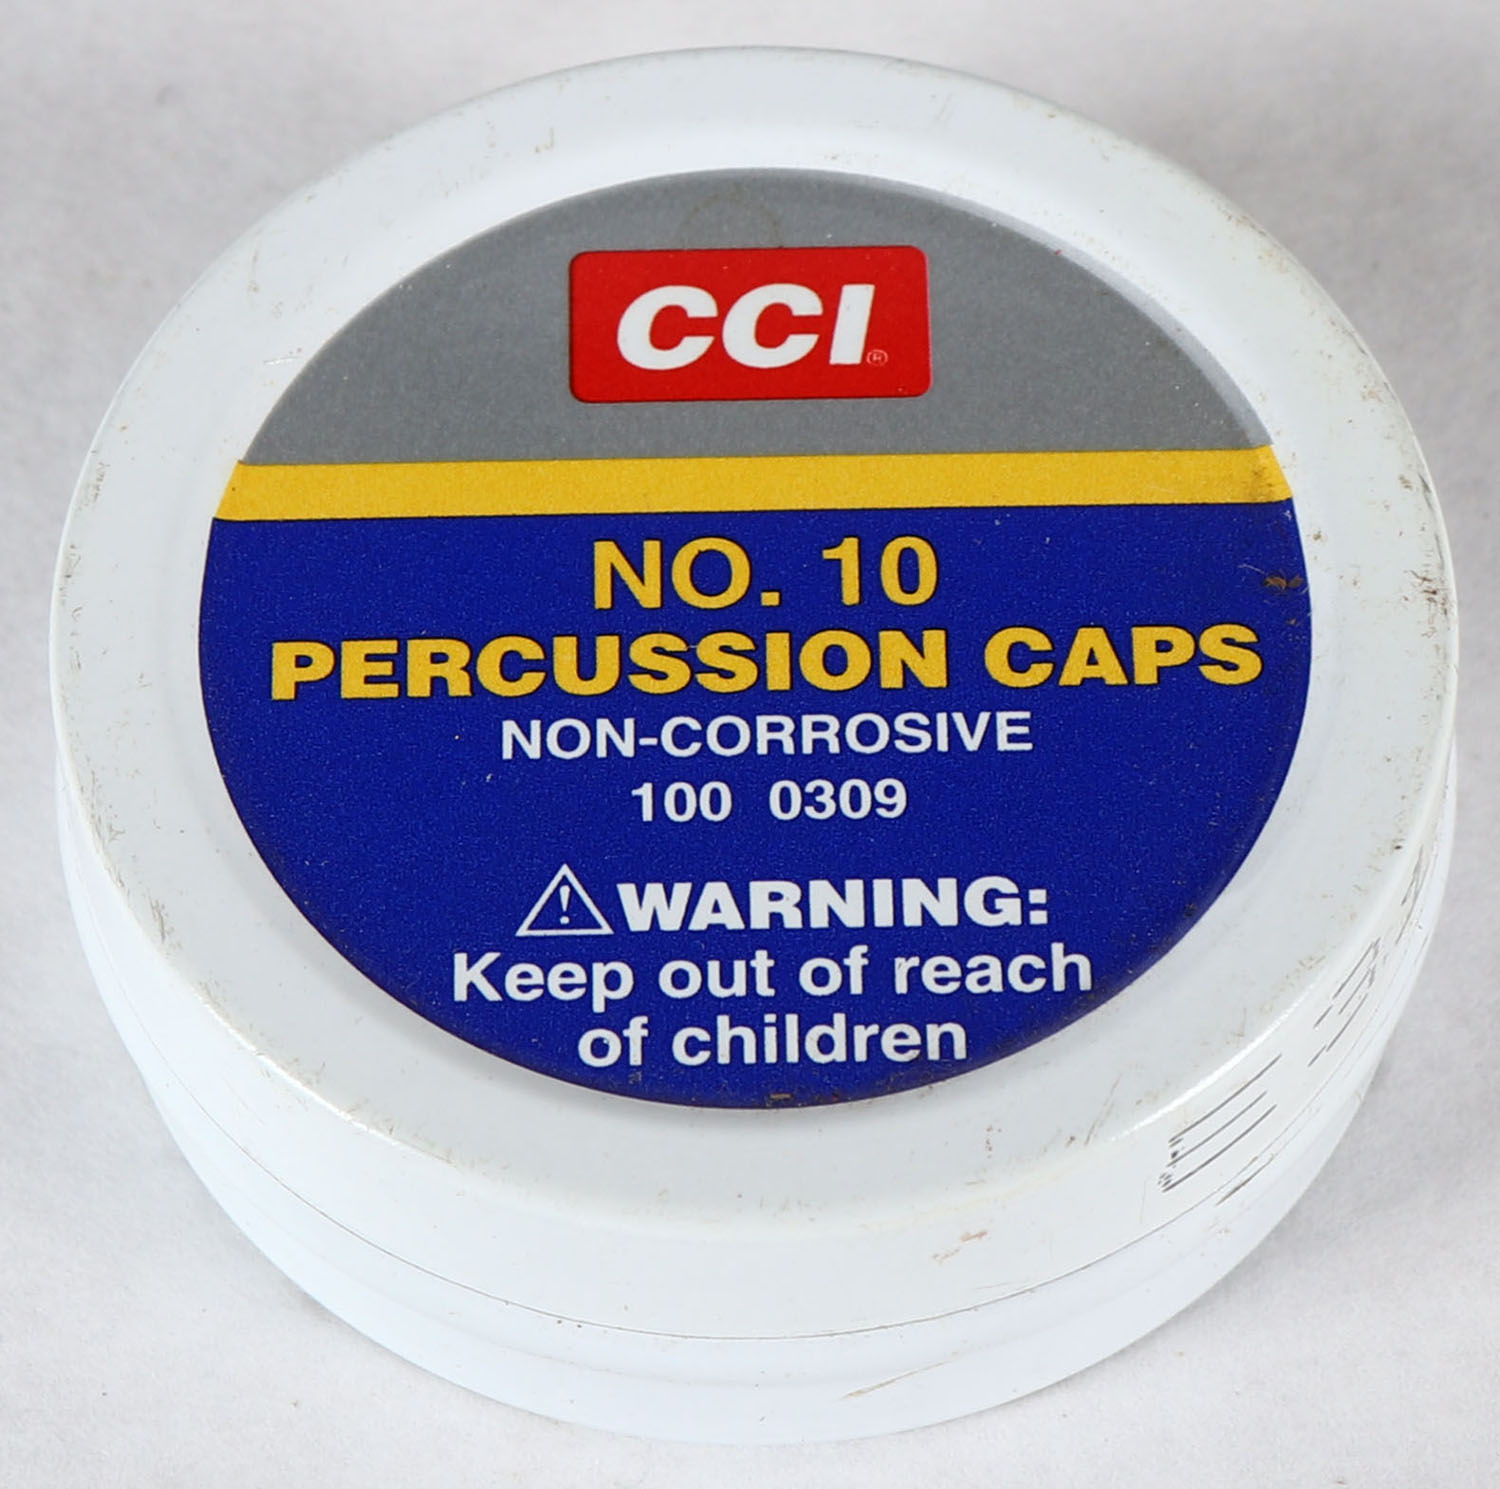 CCI®
NO. 10
PERCUSSION CAPS
NON-CORROSIVE
100 0309
WARNING:
Keep out of reach
of children